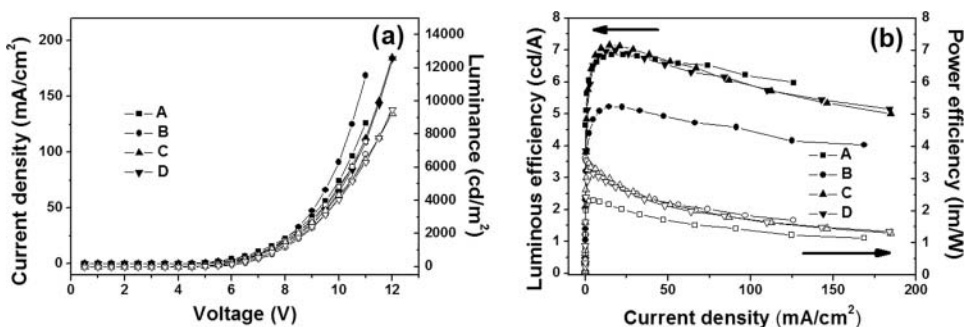 (a)
Current density (mA/cm²)
200
150
100
50
0
A
B
C
D
14000
12000
10000
8000
6000
4000
2000
0
Luminance (cd/m²)
0 2 4 6 8 10 12
Voltage (V)
(b)
Luminous efficiency (cd/A)
8
7
6
5
4
3
2
1
0
A
B
C
D
8
7
6
5
4
3
2
1
0
Power efficiency (lm/W)
0 50 100 150 200
Current density (mA/cm²)